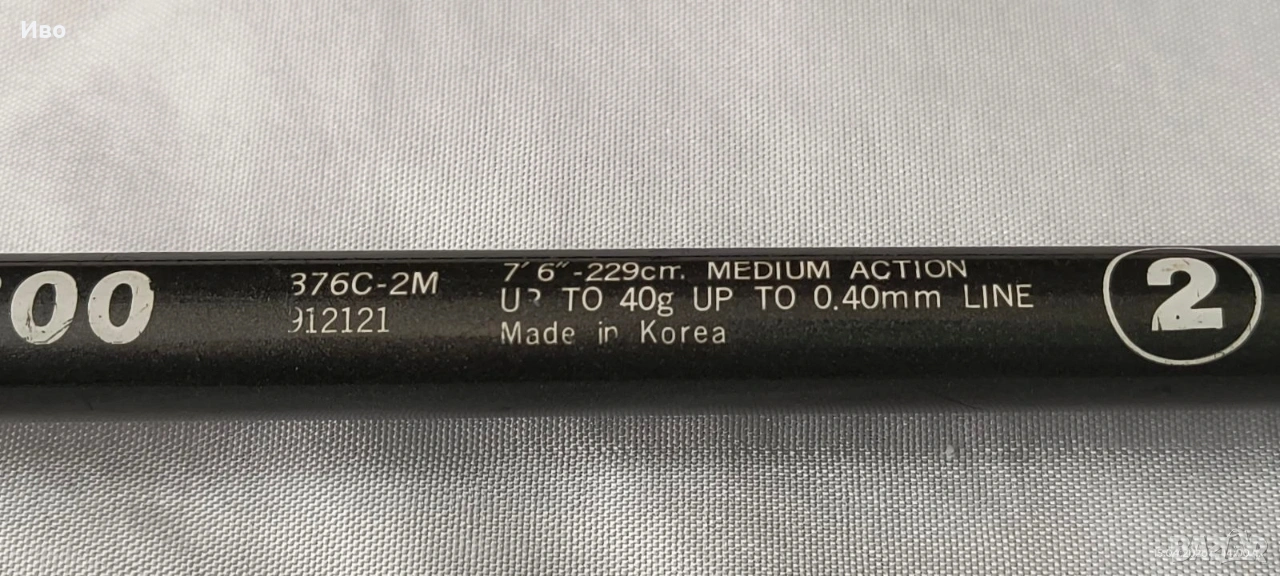 Иво
00
376C-2M
912121
7' 6"-229cm. MEDIUM ACTION
UP TO 40g UP TO 0.40mm LINE
Made in Korea
2